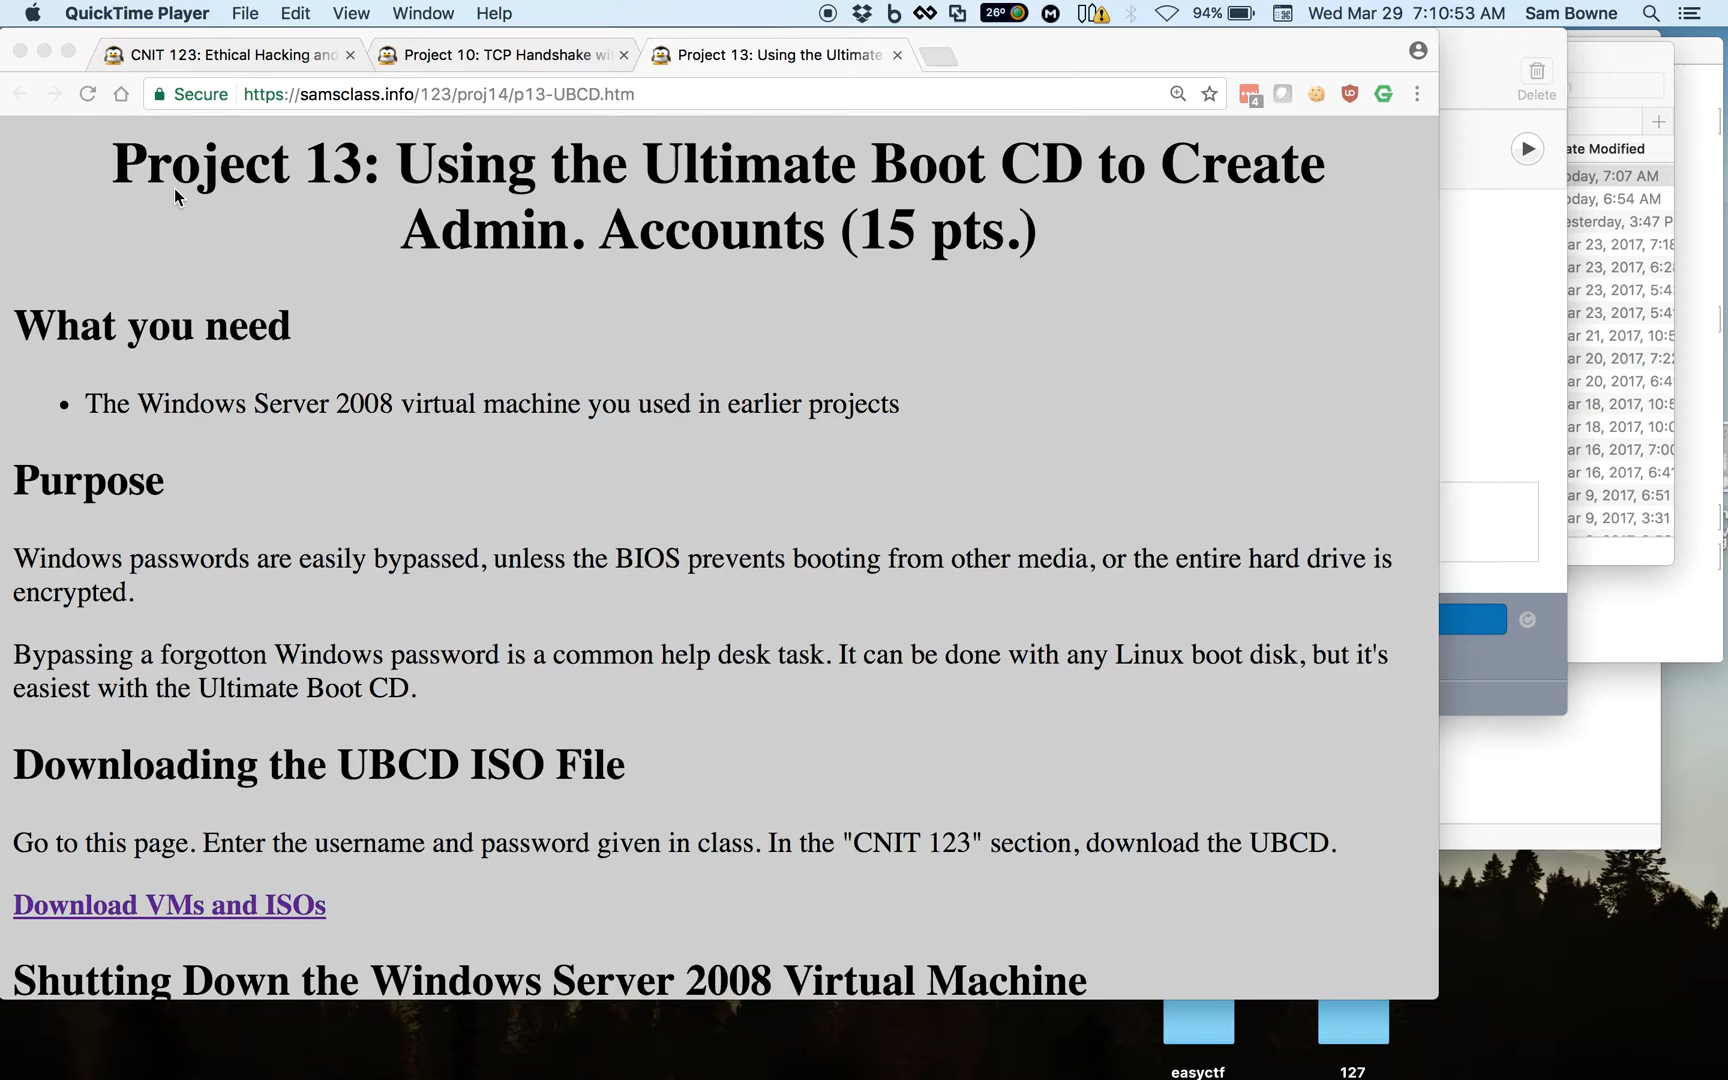 QuickTime Player File Edit View Window Help 26° 94% Wed Mar 29 7:10:53 AM Sam Bowne
CNIT 123: Ethical Hacking and
Project 10: TCP Handshake wi
Project 13: Using the Ultimate
Secure https://samsclass.info/123/proj14/p13-UBCD.htm
4
Delete
Project 13: Using the Ultimate Boot CD to Create
Admin. Accounts (15 pts.)
What you need
• The Windows Server 2008 virtual machine you used in earlier projects
Purpose
Windows passwords are easily bypassed, unless the BIOS prevents booting from other media, or the entire hard drive is
encrypted.
Bypassing a forgotton Windows password is a common help desk task. It can be done with any Linux boot disk, but it's
easiest with the Ultimate Boot CD.
Downloading the UBCD ISO File
Go to this page. Enter the username and password given in class. In the "CNIT 123" section, download the UBCD.
Download VMs and ISOs
Shutting Down the Windows Server 2008 Virtual Machine
ate Modified
oday, 7:07 AM
oday, 6:54 AM
esterday, 3:47 P
ar 23, 2017, 7:18
ar 23, 2017, 6:2
ar 23, 2017, 5:4
ar 23, 2017, 5:4
ar 21, 2017, 10:5
ar 20, 2017, 7:2
ar 20, 2017, 6:4
ar 18, 2017, 10:5
ar 18, 2017, 10:0
ar 16, 2017, 7:00
ar 16, 2017, 6:4
ar 9, 2017, 6:51
ar 9, 2017, 3:31
easyctf
127